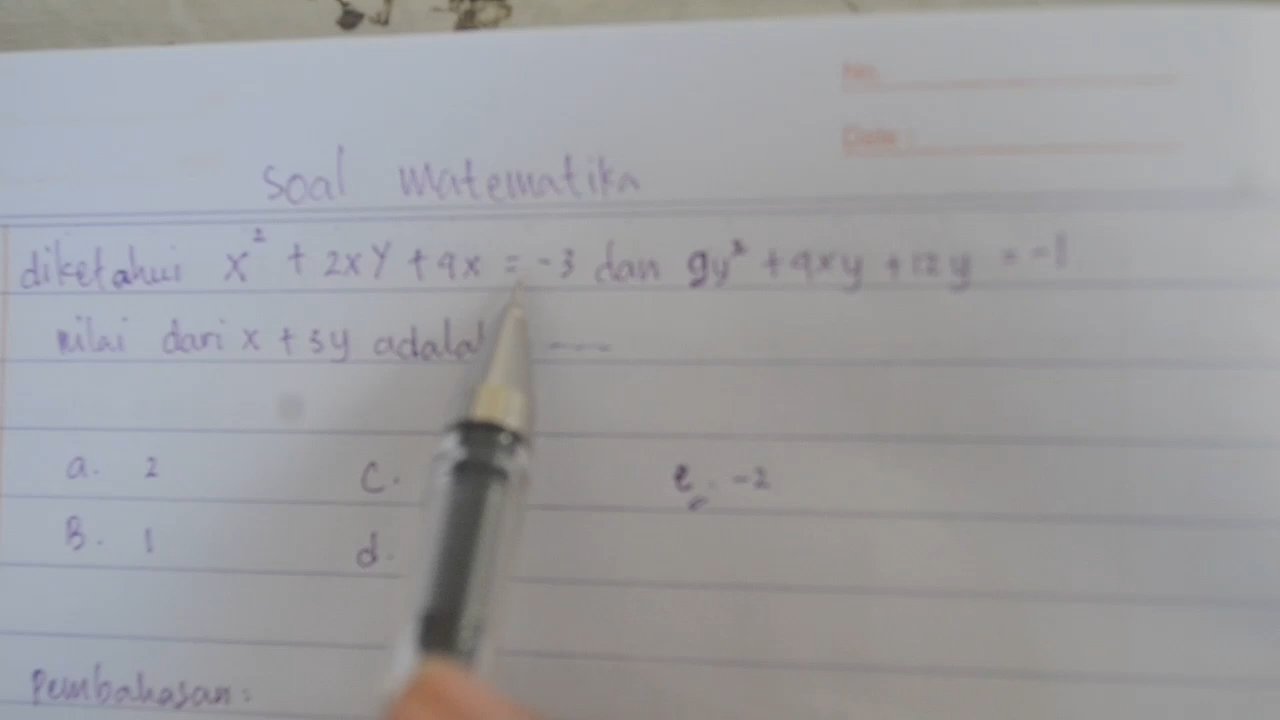 No
Date :
soal matematika
diketahui x² + 2xy + 4x = -3 dan 9y² + 4xy + 12y = -1
nilai dari x + 3y adalah ....
a. 2 C. e. -2
B. 1 d.
Pembahasan: